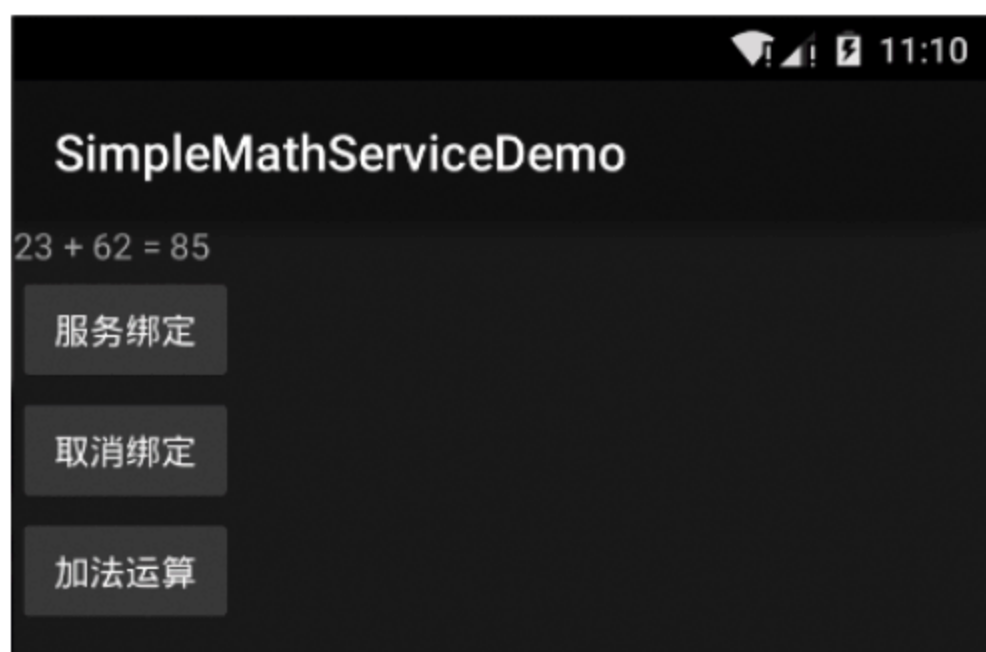 11:10
SimpleMathServiceDemo
23 + 62 = 85
服务绑定
取消绑定
加法运算